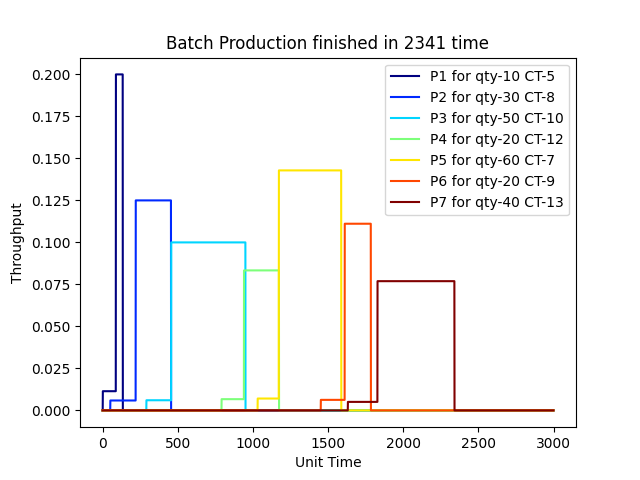 Batch Production finished in 2341 time
0.200
0.175
0.150
0.125
0.100
0.075
0.050
0.025
0.000
Throughput
P1 for qty-10 CT-5
P2 for qty-30 CT-8
P3 for qty-50 CT-10
P4 for qty-20 CT-12
P5 for qty-60 CT-7
P6 for qty-20 CT-9
P7 for qty-40 CT-13
0 500 1000 1500 2000 2500 3000
Unit Time